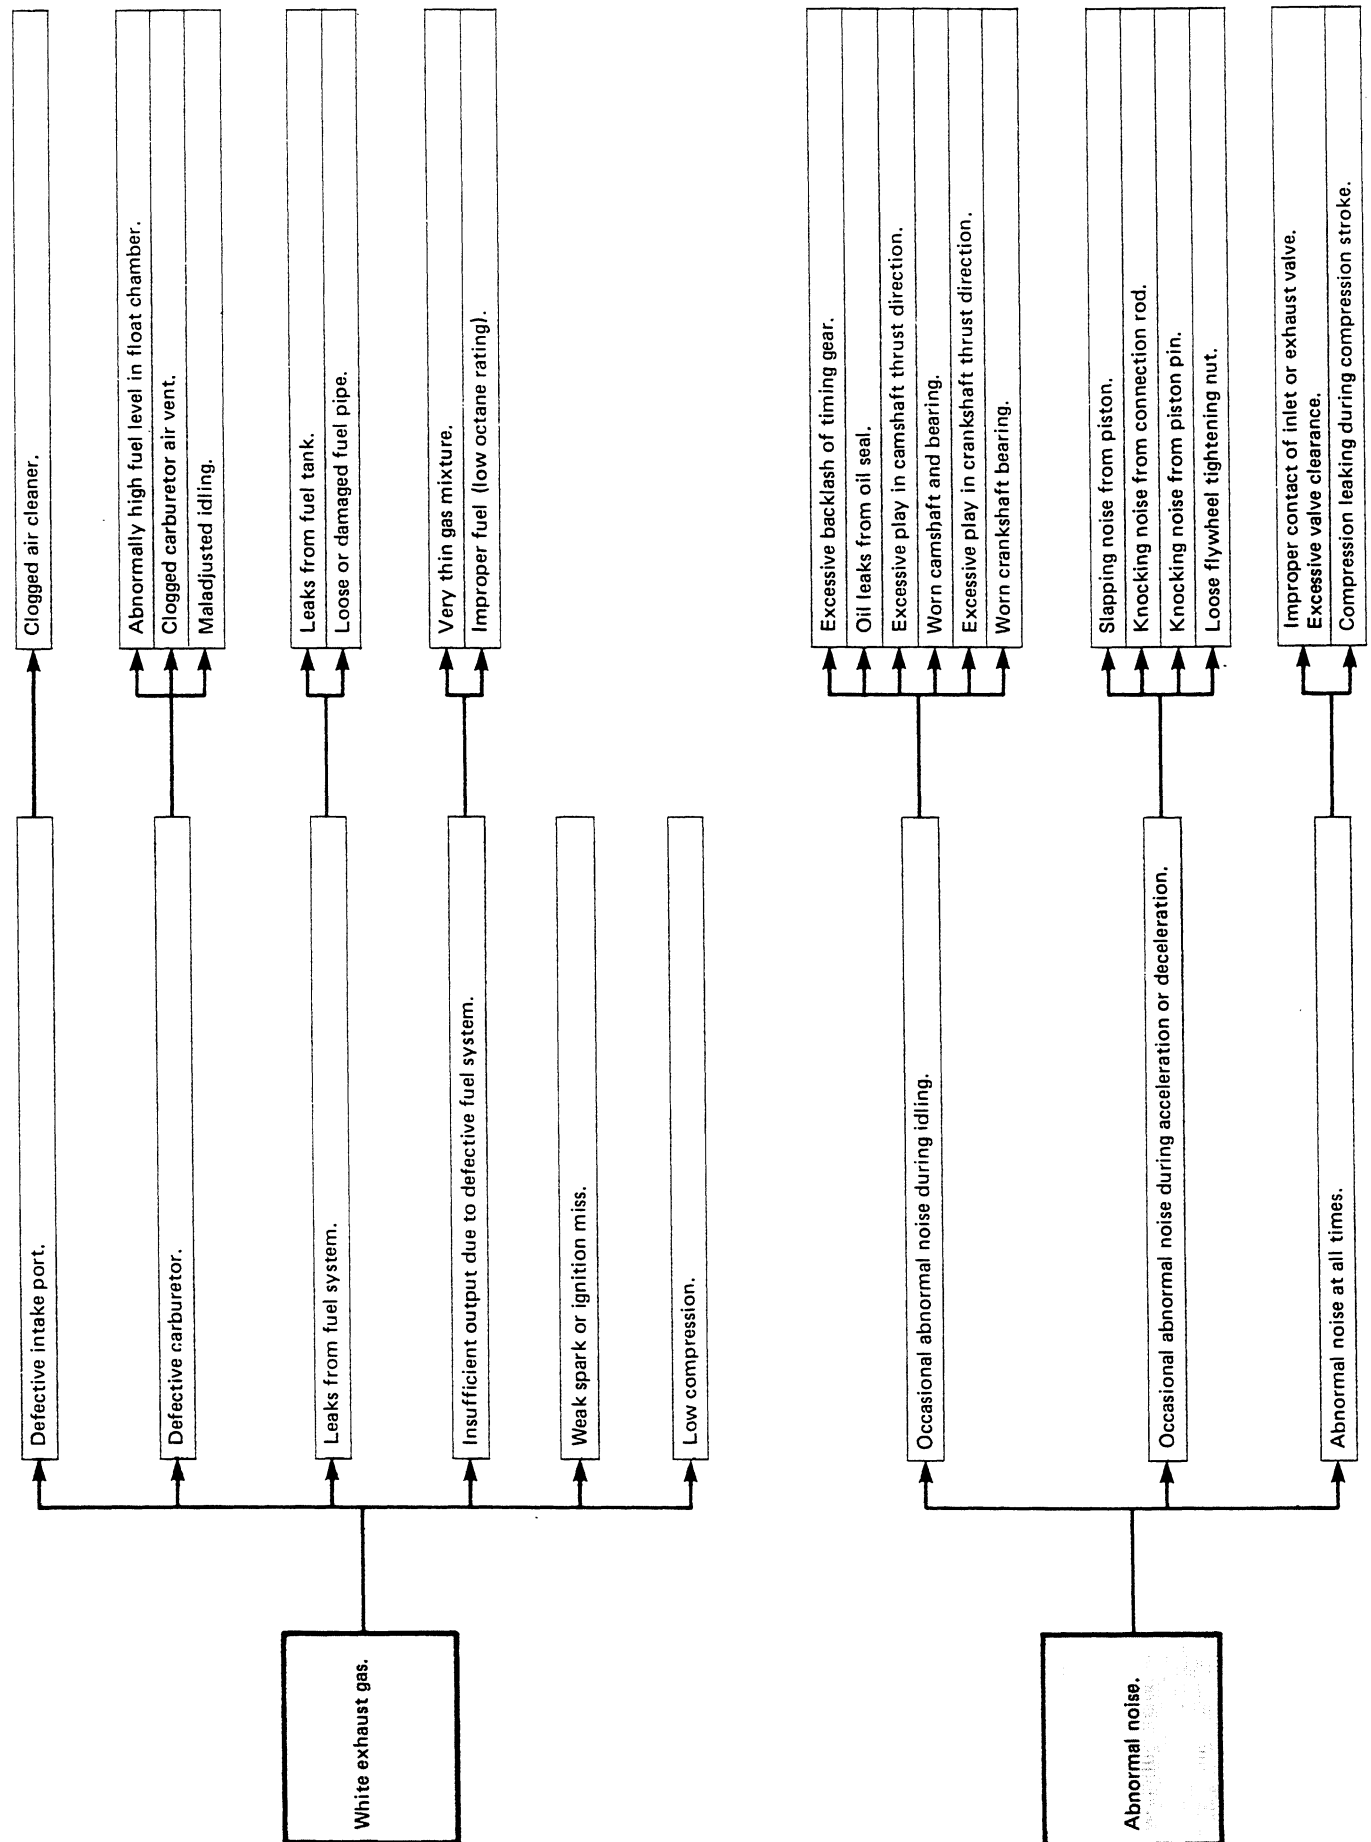 White exhaust gas.
Defective intake port.
Clogged air cleaner.
Defective carburetor.
Abnormally high fuel level in float chamber.
Clogged carburetor air vent.
Maladjusted idling.
Leaks from fuel system.
Leaks from fuel tank.
Loose or damaged fuel pipe.
Insufficient output due to defective fuel system.
Very thin gas mixture.
Improper fuel (low octane rating).
Weak spark or ignition miss.
Low compression.
Abnormal noise.
Occasional abnormal noise during idling.
Excessive backlash of timing gear.
Oil leaks from oil seal.
Excessive play in camshaft thrust direction.
Worn camshaft and bearing.
Excessive play in crankshaft thrust direction.
Worn crankshaft bearing.
Occasional abnormal noise during acceleration or deceleration.
Slapping noise from piston.
Knocking noise from connection rod.
Knocking noise from piston pin.
Loose flywheel tightening nut.
Abnormal noise at all times.
Improper contact of inlet or exhaust valve.
Excessive valve clearance.
Compression leaking during compression stroke.